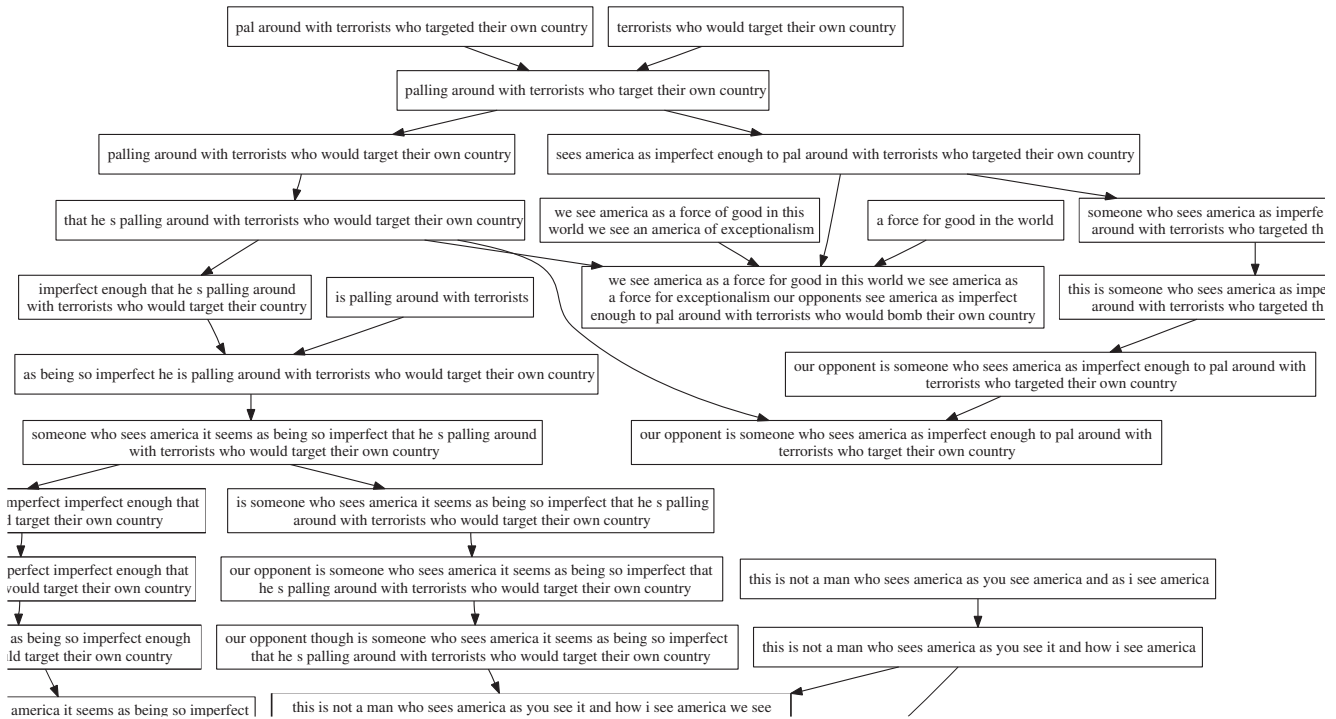 pal around with terrorists who targeted their own country
terrorists who would target their own country
palling around with terrorists who target their own country
palling around with terrorists who would target their own country
sees america as imperfect enough to pal around with terrorists who targeted their own country
that he s palling around with terrorists who would target their own country
we see america as a force of good in this
world we see an america of exceptionalism
a force for good in the world
someone who sees america as imperfe
around with terrorists who targeted th
imperfect enough that he s palling around
with terrorists who would target their own country
is palling around with terrorists
we see america as a force for good in this world we see america as
a force for exceptionalism our opponents see america as imperfect
enough to pal around with terrorists who would bomb their own country
this is someone who sees america as impe
around with terrorists who targeted th
as being so imperfect he is palling around with terrorists who would target their own country
our opponent is someone who sees america as imperfect enough to pal around with
terrorists who targeted their own country
someone who sees america it seems as being so imperfect that he s palling around
with terrorists who would target their own country
our opponent is someone who sees america as imperfect enough to pal around with
terrorists who target their own country
mperfect imperfect enough that
d target their own country
is someone who sees america it seems as being so imperfect that he s palling
around with terrorists who would target their own country
perfect imperfect enough that
would target their own country
our opponent is someone who sees america it seems as being so imperfect that
he s palling around with terrorists who would target their own country
this is not a man who sees america as you see america and as i see america
as being so imperfect enough
ld target their own country
our opponent though is someone who sees america it seems as being so imperfect
that he s palling around with terrorists who would target their own country
this is not a man who sees america as you see it and how i see america
america it seems as being so imperfect
this is not a man who sees america as you see it and how i see america we see